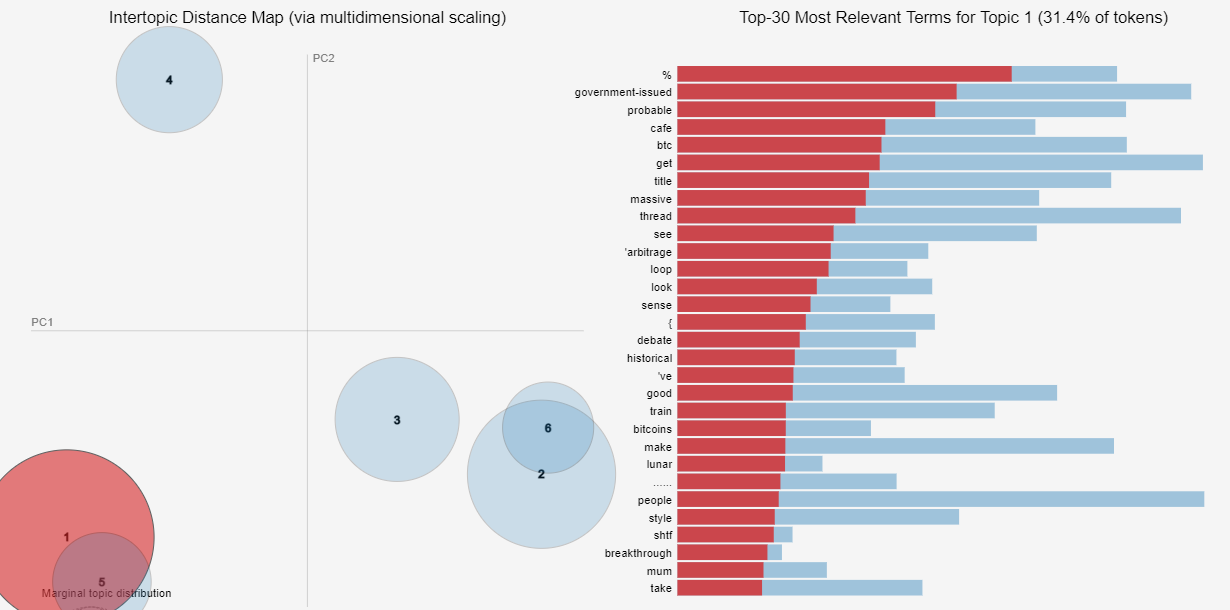 Intertopic Distance Map (via multidimensional scaling)
PC2
4
PC1
3
6
2
1
5
Marginal topic distribution
Top-30 Most Relevant Terms for Topic 1 (31.4% of tokens)
%
government-issued
probable
cafe
btc
get
title
massive
thread
see
'arbitrage
loop
look
sense
{
debate
historical
've
good
train
bitcoins
make
lunar
......
people
style
shtf
breakthrough
mum
take